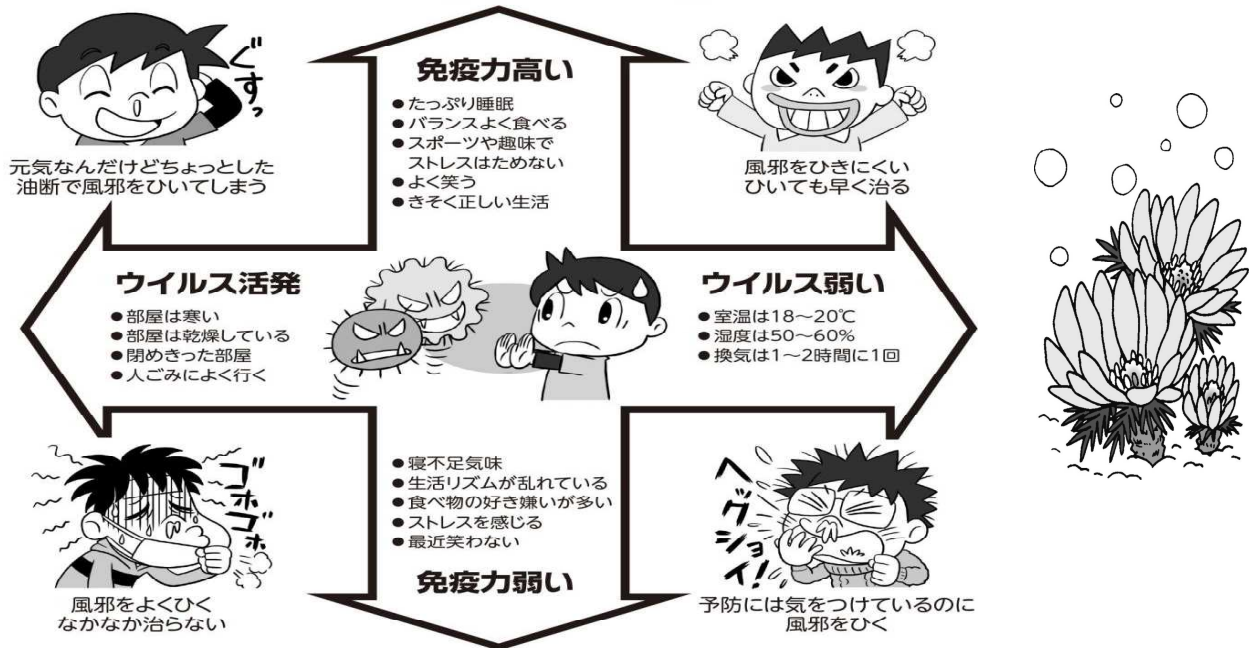 ぐすっ
元気なんだけどちょっとした
油断で風邪をひいてしまう
免疫力高い
●たっぷり睡眠
●バランスよく食べる
●スポーツや趣味で
ストレスはためない
●よく笑う
●きそく正しい生活
風邪をひきにくい
ひいても早く治る
ウイルス活発
●部屋は寒い
●部屋は乾燥している
●閉めきった部屋
●人ごみによく行く
ウイルス弱い
●室温は18～20℃
●湿度は50～60%
●換気は1～2時間に1回
ゴホゴホ
風邪をよくひく
なかなか治らない
●寝不足気味
●生活リズムが乱れている
●食べ物の好き嫌いが多い
●ストレスを感じる
●最近笑わない
免疫力弱い
ヘックショイ!
予防には気をつけているのに
風邪をひく